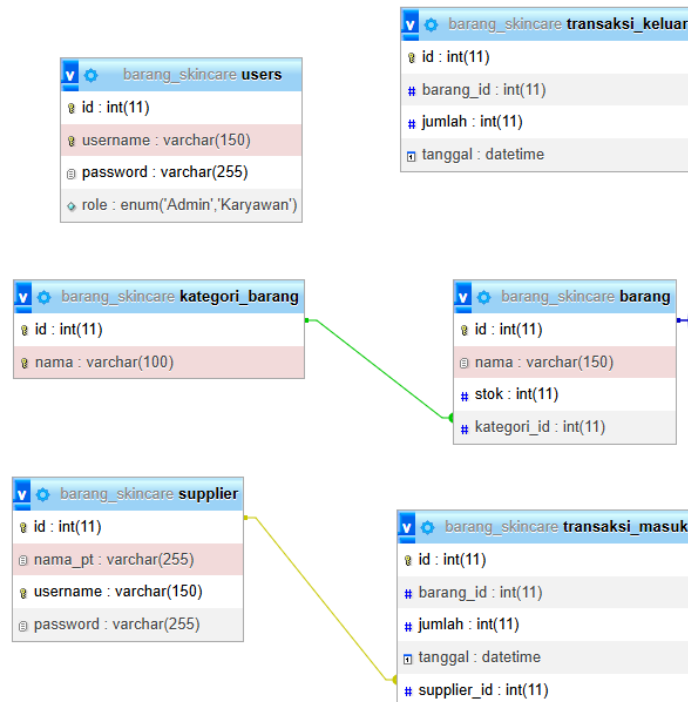 v barang_skincare users
id : int(11)
username : varchar(150)
password : varchar(255)
role : enum('Admin','Karyawan')
v barang_skincare transaksi_keluar
id : int(11)
# barang_id : int(11)
# jumlah : int(11)
tanggal : datetime
v barang_skincare kategori_barang
id : int(11)
nama : varchar(100)
v barang_skincare barang
id : int(11)
nama : varchar(150)
# stok : int(11)
# kategori_id : int(11)
v barang_skincare supplier
id : int(11)
nama_pt : varchar(255)
username : varchar(150)
password : varchar(255)
v barang_skincare transaksi_masuk
id : int(11)
# barang_id : int(11)
# jumlah : int(11)
tanggal : datetime
# supplier_id : int(11)